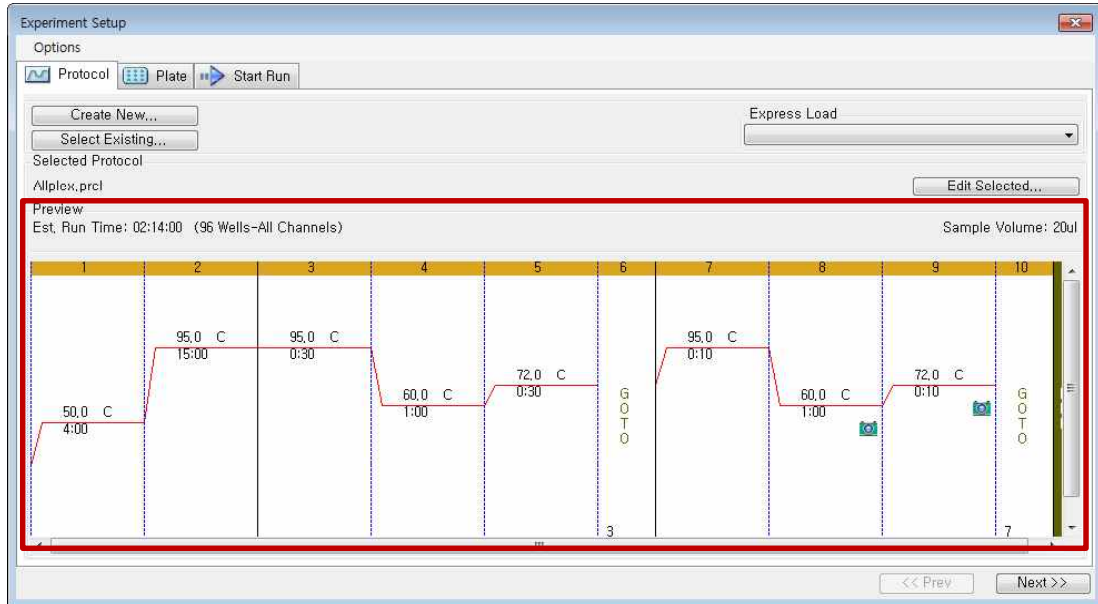 Experiment Setup
Options
Protocol Plate Start Run
Create New...
Express Load
Select Existing...
Selected Protocol
Allplex.prcl
Edit Selected...
Preview
Est. Run Time: 02:14:00 (96 Wells-All Channels) Sample Volume: 20ul
1 2 3 4 5 6 7 8 9 10
95.0 C 95.0 C 95.0 C
15:00 0:30 0:10
72.0 C 72.0 C
0:30 0:10
60.0 C 60.0 C
1:00 1:00
50.0 C
4:00
GOTO GOTO
3 7
<< Prev Next >>